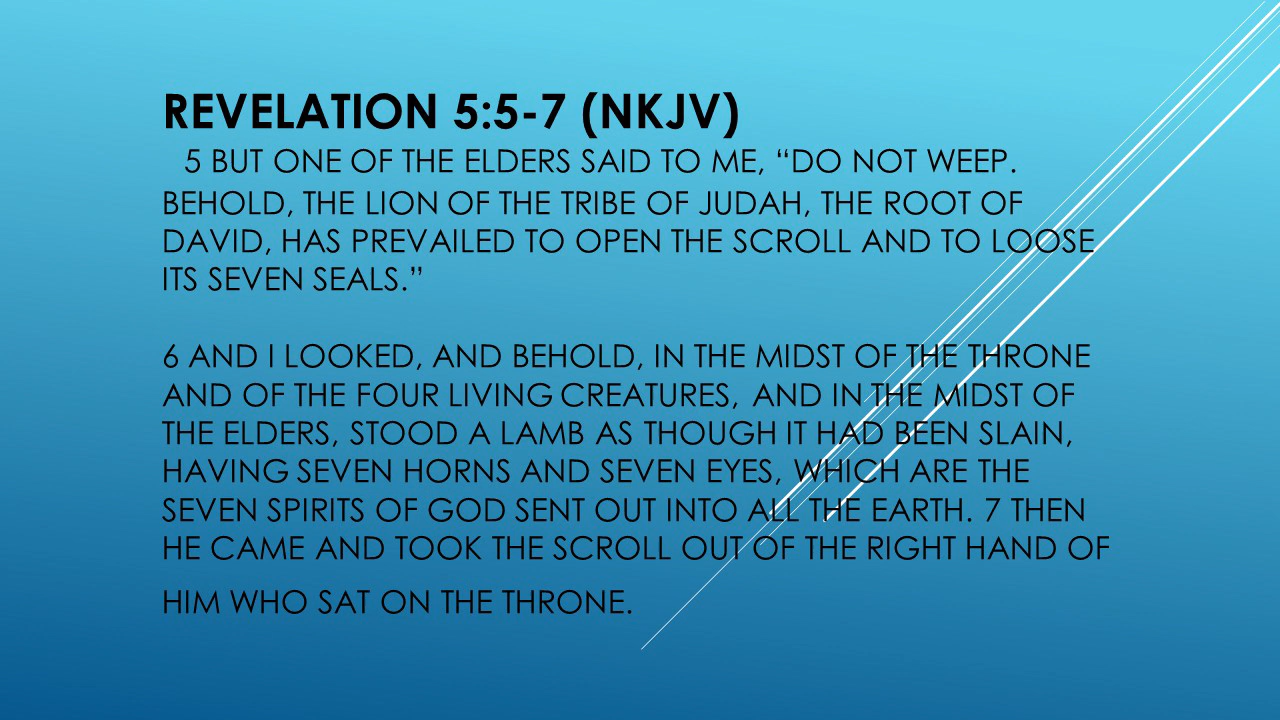 REVELATION 5:5-7 (NKJV)
5 BUT ONE OF THE ELDERS SAID TO ME, “DO NOT WEEP.
BEHOLD, THE LION OF THE TRIBE OF JUDAH, THE ROOT OF
DAVID, HAS PREVAILED TO OPEN THE SCROLL AND TO LOOSE
ITS SEVEN SEALS.”
6 AND I LOOKED, AND BEHOLD, IN THE MIDST OF THE THRONE
AND OF THE FOUR LIVING CREATURES, AND IN THE MIDST OF
THE ELDERS, STOOD A LAMB AS THOUGH IT HAD BEEN SLAIN,
HAVING SEVEN HORNS AND SEVEN EYES, WHICH ARE THE
SEVEN SPIRITS OF GOD SENT OUT INTO ALL THE EARTH. 7 THEN
HE CAME AND TOOK THE SCROLL OUT OF THE RIGHT HAND OF
HIM WHO SAT ON THE THRONE.